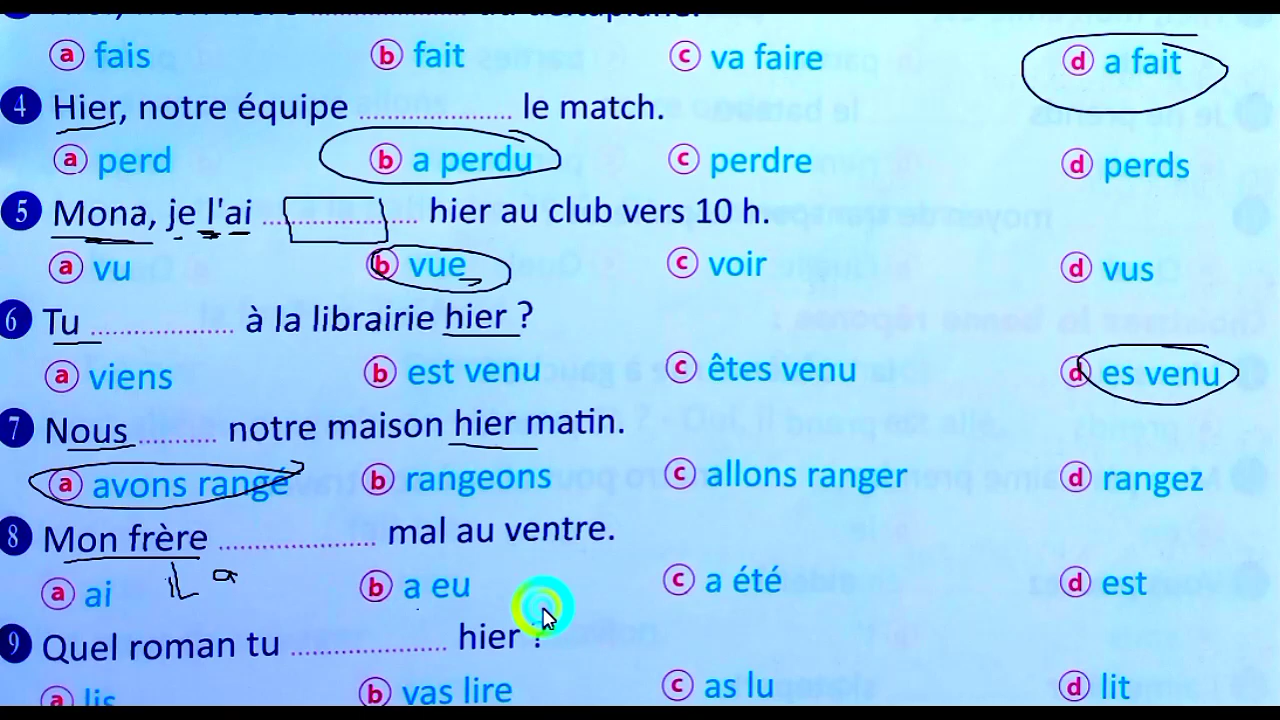 a fais b fait c va faire d a fait
4 Hier, notre équipe .................... le match.
a perd b a perdu c perdre d perds
5 Mona, je l'ai .................... hier au club vers 10 h.
a vu b vue c voir d vus
6 Tu .................... à la librairie hier ?
a viens b est venu c êtes venu d es venu
7 Nous ........... notre maison hier matin.
a avons rangé b rangeons c allons ranger d rangez
8 Mon frère .................... mal au ventre.
IL a
a ai b a eu c a été d est
9 Quel roman tu .................... hier ?
a lis b vas lire c as lu d lit